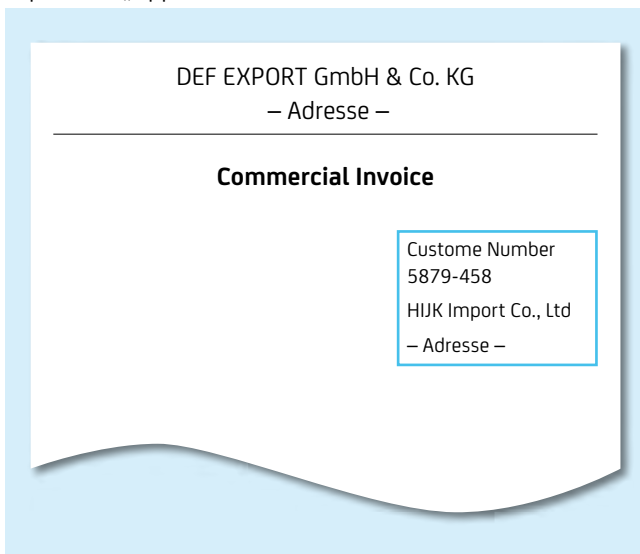 DEF EXPORT GmbH & Co. KG
– Adresse –
Commercial Invoice
Custome Number
5879-458
HIJK Import Co., Ltd
– Adresse –